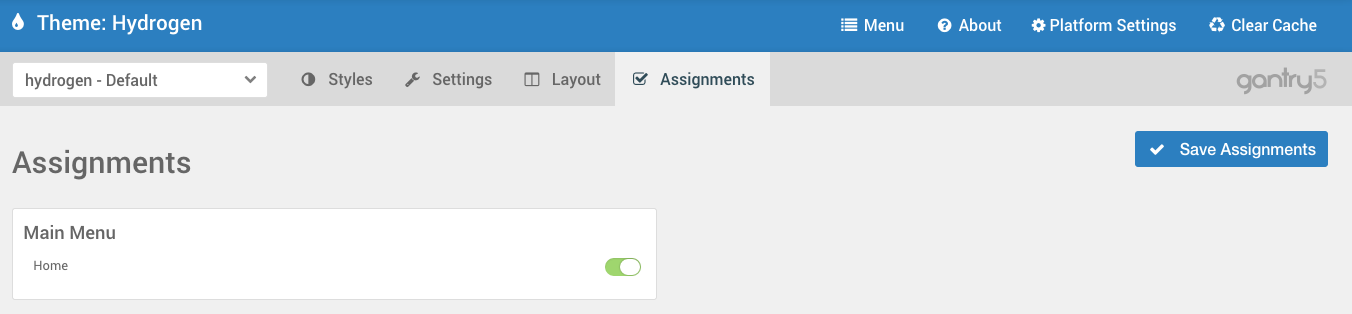 Theme: Hydrogen
Menu
About
Platform Settings
Clear Cache
hydrogen - Default
Styles
Settings
Layout
Assignments
gantry5
Assignments
Save Assignments
Main Menu
Home